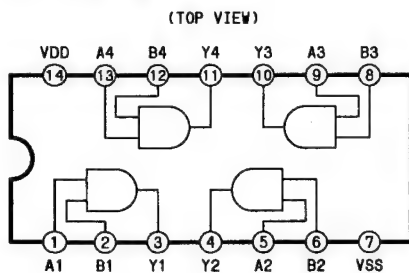 (TOP VIEW)
VDD A4 B4 Y4 Y3 A3 B3
14 13 12 11 10 9 8
1 2 3 4 5 6 7
A1 B1 Y1 Y2 A2 B2 VSS